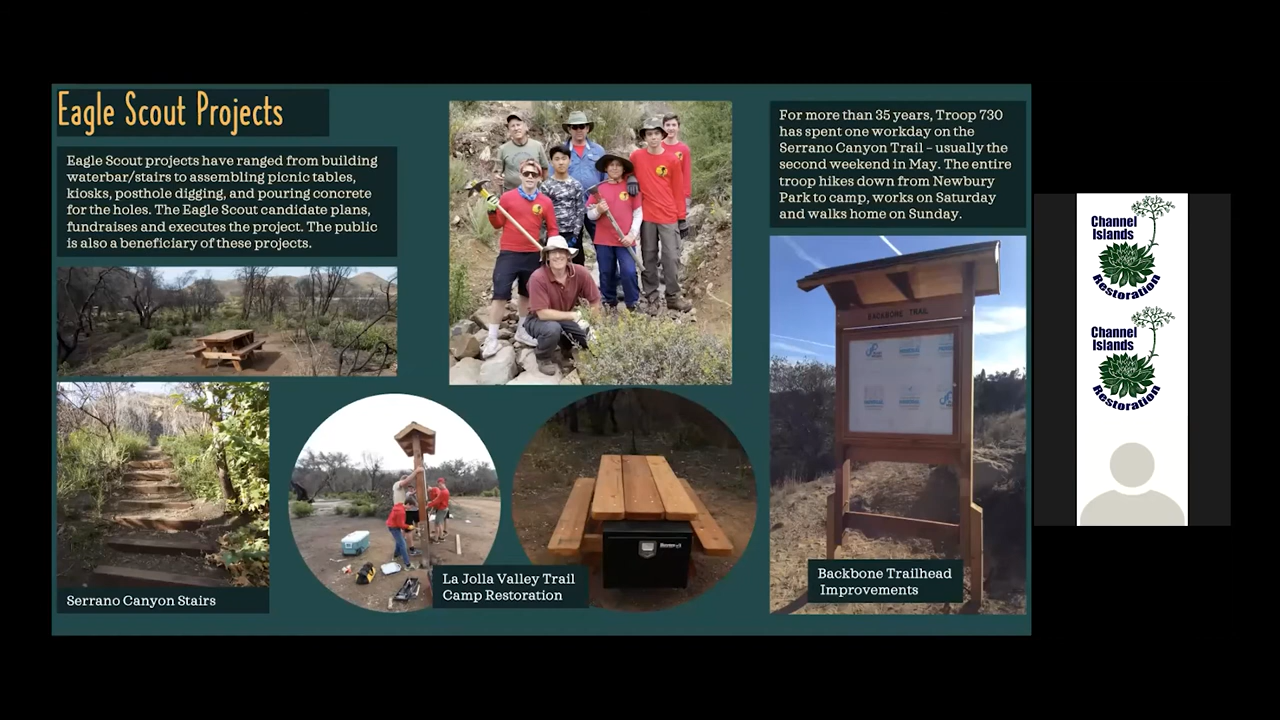 Eagle Scout Projects
Eagle Scout projects have ranged from building
waterbar/stairs to assembling picnic tables,
kiosks, posthole digging, and pouring concrete
for the holes. The Eagle Scout candidate plans,
fundraises and executes the project. The public
is also a beneficiary of these projects.
For more than 35 years, Troop 730
has spent one workday on the
Serrano Canyon Trail – usually the
second weekend in May. The entire
troop hikes down from Newbury
Park to camp, works on Saturday
and walks home on Sunday.
BACKBONE TRAIL
Serrano Canyon Stairs
La Jolla Valley Trail
Camp Restoration
Backbone Trailhead
Improvements
Channel
Islands
Restoration
Channel
Islands
Restoration